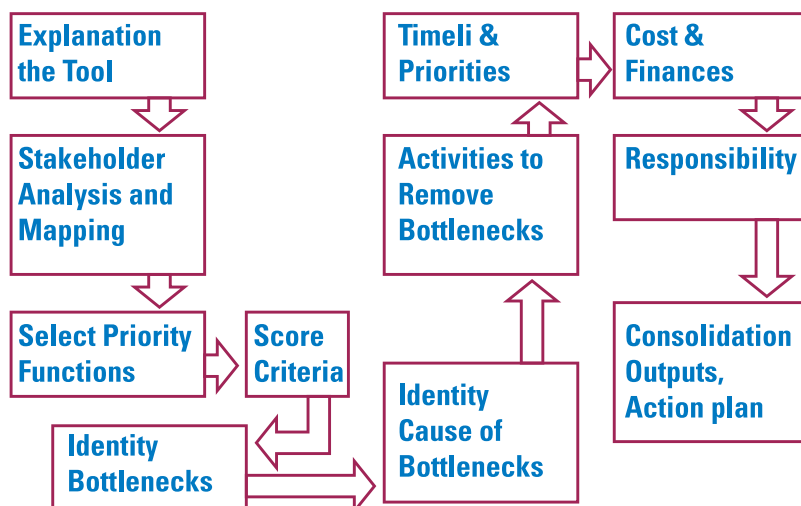 Explanation
the Tool
Stakeholder
Analysis and
Mapping
Select Priority
Functions
Score
Criteria
Identity
Bottlenecks
Identity
Cause of
Bottlenecks
Activities to
Remove
Bottlenecks
Timeli &
Priorities
Cost &
Finances
Responsibility
Consolidation
Outputs,
Action plan